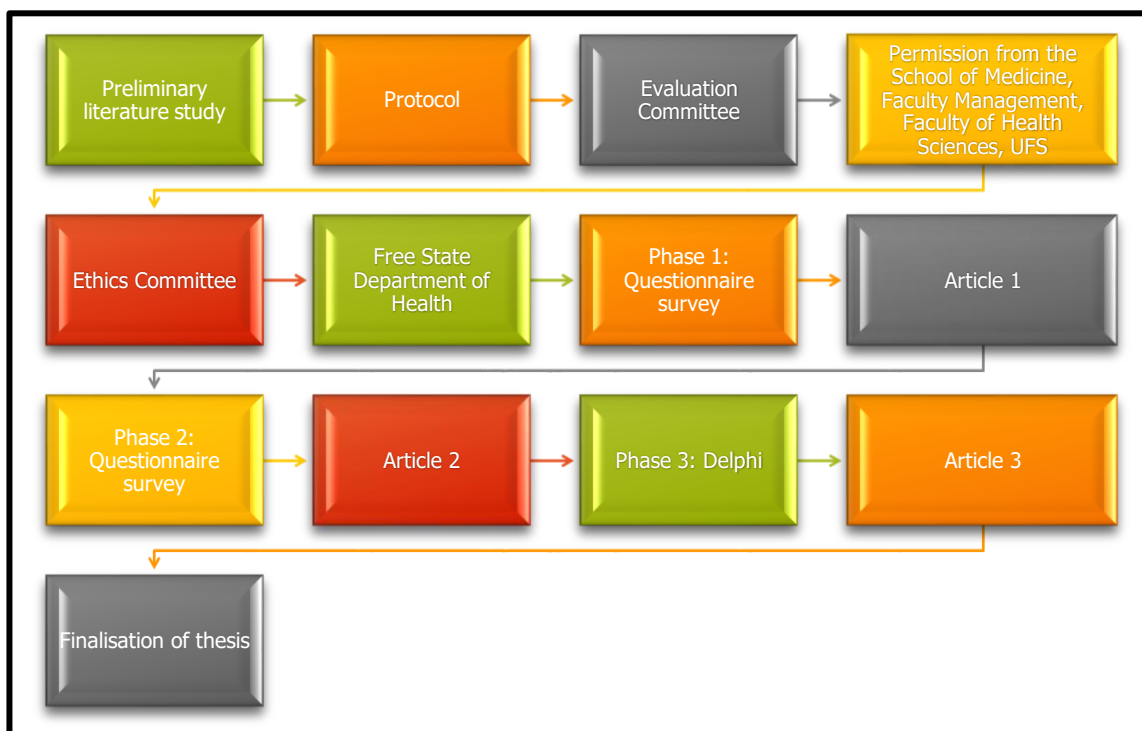 Preliminary
literature study
Protocol
Evaluation
Committee
Permission from the
School of Medicine,
Faculty Management,
Faculty of Health
Sciences, UFS
Ethics Committee
Free State
Department of
Health
Phase 1:
Questionnaire
survey
Article 1
Phase 2:
Questionnaire
survey
Article 2
Phase 3: Delphi
Article 3
Finalisation of thesis